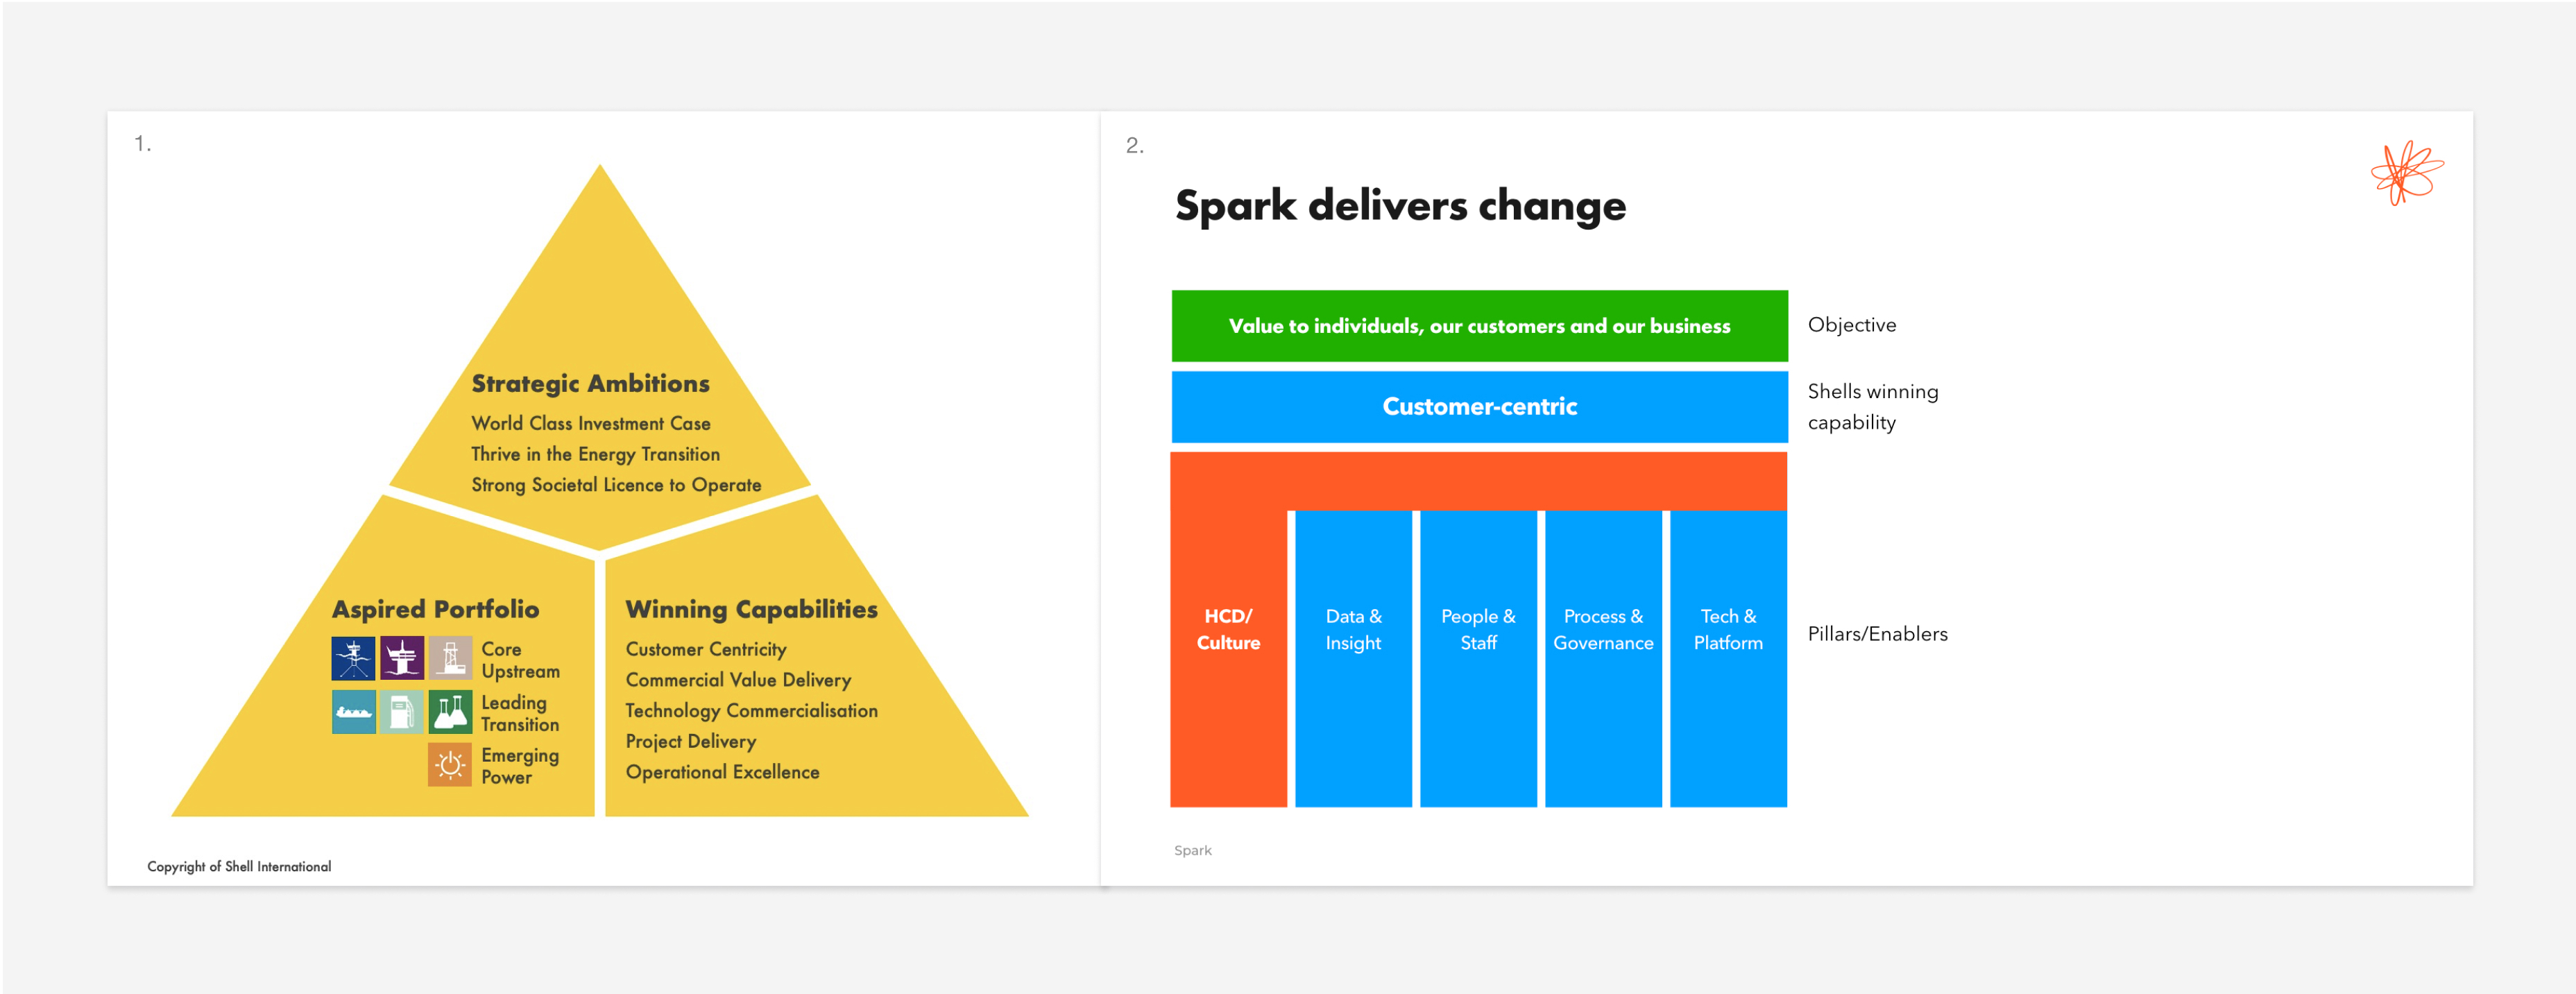 1.
Strategic Ambitions
World Class Investment Case
Thrive in the Energy Transition
Strong Societal Licence to Operate
Aspired Portfolio
Core
Upstream
Leading
Transition
Emerging
Power
Winning Capabilities
Customer Centricity
Commercial Value Delivery
Technology Commercialisation
Project Delivery
Operational Excellence
Copyright of Shell International
2.
Spark delivers change
Value to individuals, our customers and our business
Objective
Customer-centric
Shells winning
capability
HCD/
Culture
Data &
Insight
People &
Staff
Process &
Governance
Tech &
Platform
Pillars/Enablers
Spark